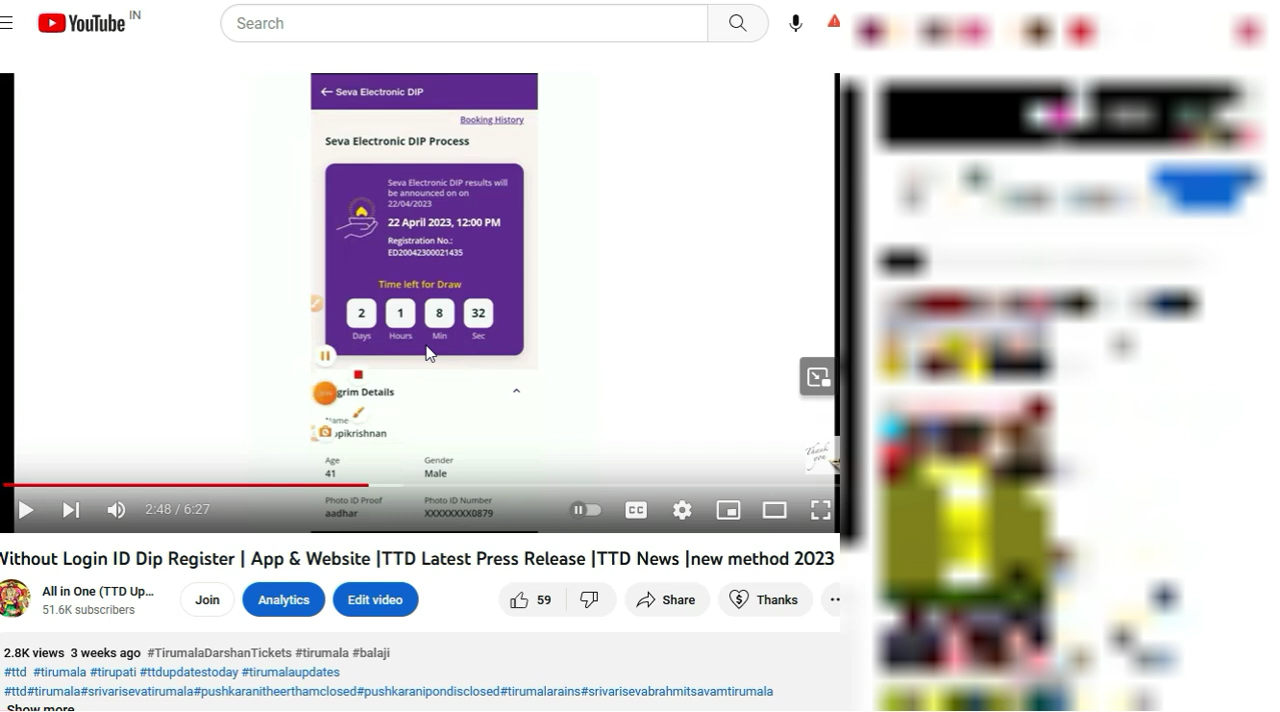 YouTube IN
Search
← Seva Electronic DIP
Booking History
Seva Electronic DIP Process
Seva Electronic DIP results will
be announced on on
22/04/2023
22 April 2023, 12:00 PM
Registration No.:
ED20042300021435
Time left for Draw
2 1 8 32
Days Hours Min Sec
grim Details
ame
pikrishnan
Age Gender
41 Male
Photo ID Proof Photo ID Number
aadhar XXXXXXXX0879
Thank
you
2:48 / 6:27
CC
Without Login ID Dip Register | App & Website |TTD Latest Press Release |TTD News |new method 2023
All in One (TTD Up...
51.6K subscribers
Join
Analytics
Edit video
59
Share
Thanks
2.8K views 3 weeks ago #TirumalaDarshanTickets #tirumala #balaji
#ttd #tirumala #tirupati #ttdupdatestoday #tirumalaupdates
#ttd#tirumala#srivarisevatirumala#pushkaranitheerthamclosed#pushkaranipondisclosed#tirumalarains#srivarisevabrahmitsavamtirumala
Show more